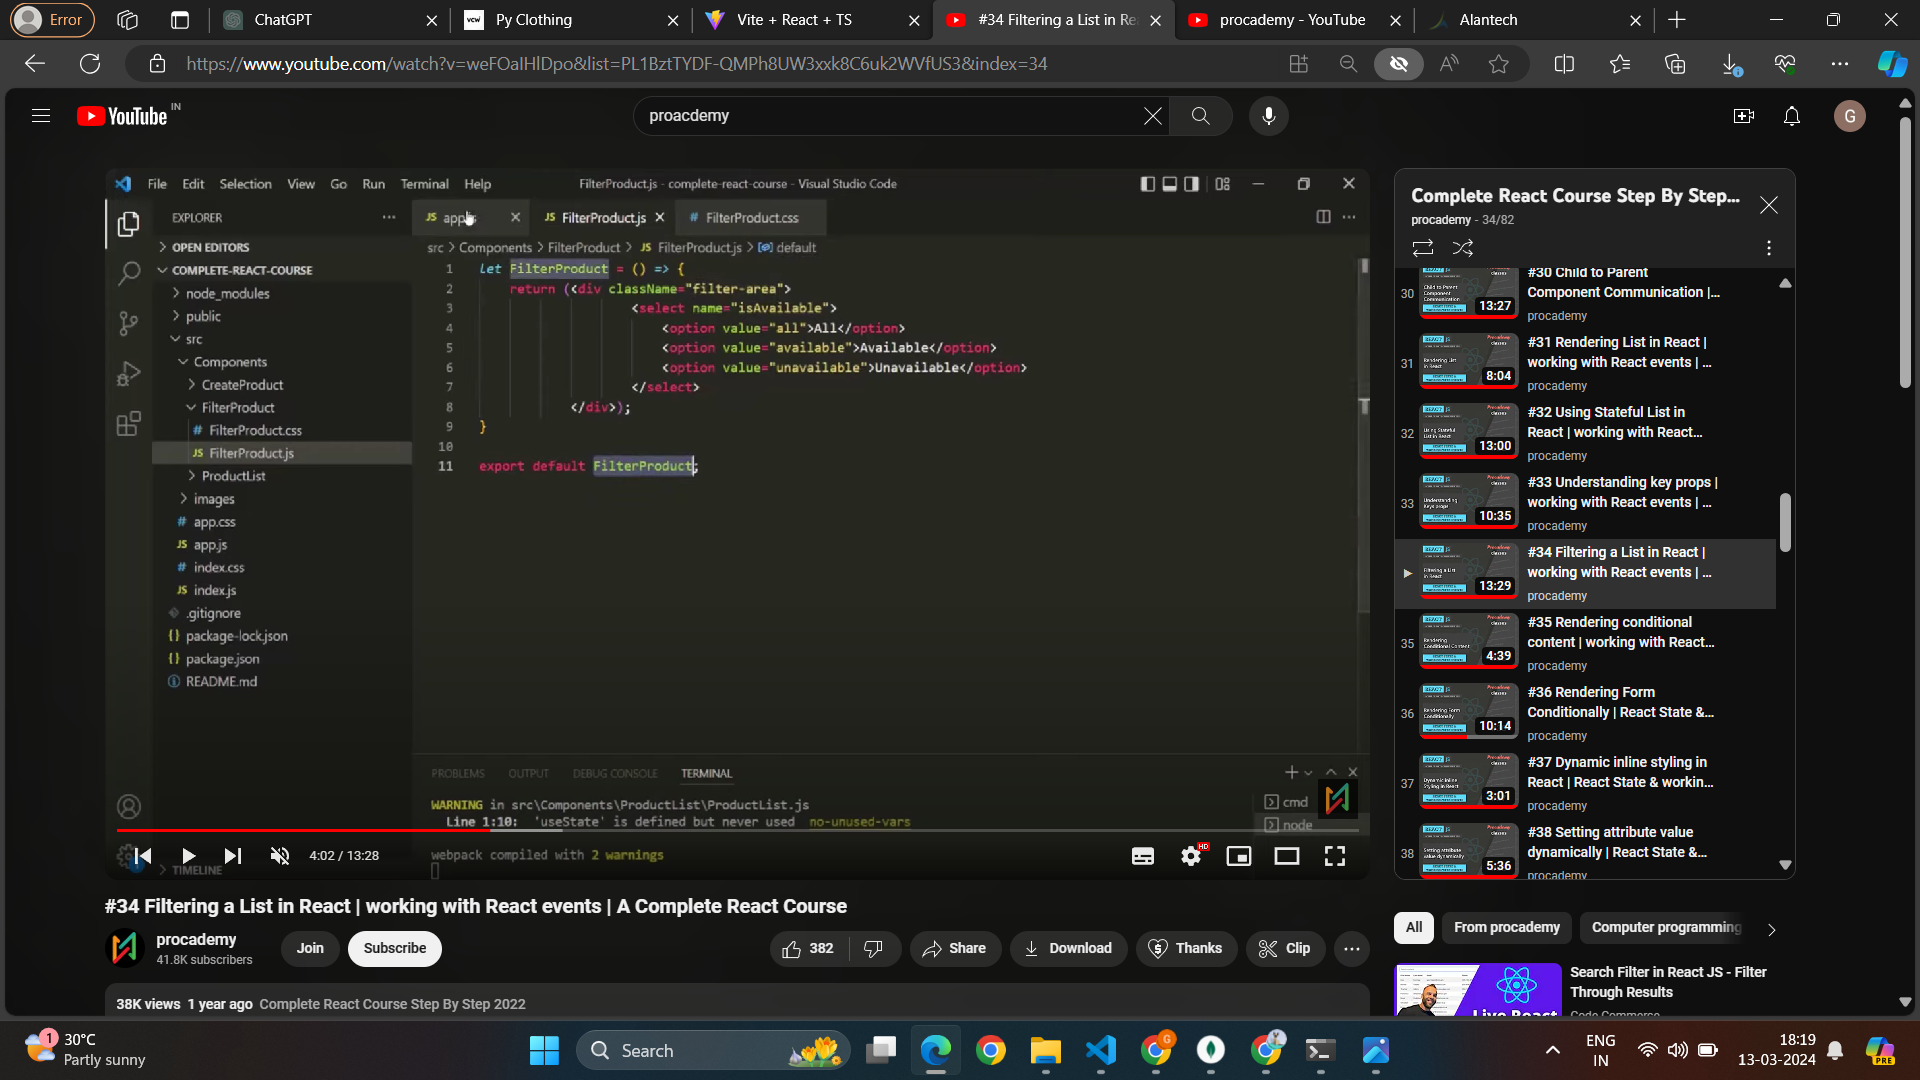 Error
ChatGPT
Py Clothing
Vite + React + TS
#34 Filtering a List in Re
procademy - YouTube
Alantech
https://www.youtube.com/watch?v=weFOaIHlDpo&list=PL1BztTYDF-QMPh8UW3xxk8C6uk2WVfUS3&index=34
YouTube IN
proacdemy
G
File Edit Selection View Go Run Terminal Help
FilterProduct.js - complete-react-course - Visual Studio Code
EXPLORER
JS app.js
JS FilterProduct.js
# FilterProduct.css
src > Components > FilterProduct > JS FilterProduct.js > default
OPEN EDITORS
COMPLETE-REACT-COURSE
node_modules
public
src
Components
CreateProduct
FilterProduct
# FilterProduct.css
JS FilterProduct.js
ProductList
images
# app.css
JS app.js
# index.css
JS index.js
.gitignore
{} package-lock.json
{} package.json
README.md
TIMELINE
1 let FilterProduct = () => {
2 return (<div className="filter-area">
3 <select name="isAvailable">
4 <option value="all">All</option>
5 <option value="available">Available</option>
6 <option value="unavailable">Unavailable</option>
7 </select>
8 </div>);
9 }
10
11 export default FilterProduct;
PROBLEMS OUTPUT DEBUG CONSOLE TERMINAL
WARNING in src\Components\ProductList\ProductList.js
Line 1:10: 'useState' is defined but never used no-unused-vars
webpack compiled with 2 warnings
cmd
node
4:02 / 13:28
HD
#34 Filtering a List in React | working with React events | A Complete React Course
procademy
41.8K subscribers
Join
Subscribe
382
Share
Download
Thanks
Clip
38K views 1 year ago Complete React Course Step By Step 2022
Complete React Course Step By Step...
procademy - 34/82
30
13:27
#30 Child to Parent
Component Communication |...
procademy
31
8:04
#31 Rendering List in React |
working with React events | ...
procademy
32
13:00
#32 Using Stateful List in
React | working with React...
procademy
33
10:35
#33 Understanding key props |
working with React events | ...
procademy
13:29
#34 Filtering a List in React |
working with React events | ...
procademy
35
4:39
#35 Rendering conditional
content | working with React...
procademy
36
10:14
#36 Rendering Form
Conditionally | React State &...
procademy
37
3:01
#37 Dynamic inline styling in
React | React State & workin...
procademy
38
5:36
#38 Setting attribute value
dynamically | React State &...
procademy
All
From procademy
Computer programming
Search Filter in React JS - Filter
Through Results
Code Commerce
Live React
1
30°C
Partly sunny
Search
G
ENG
IN
18:19
13-03-2024
PRE